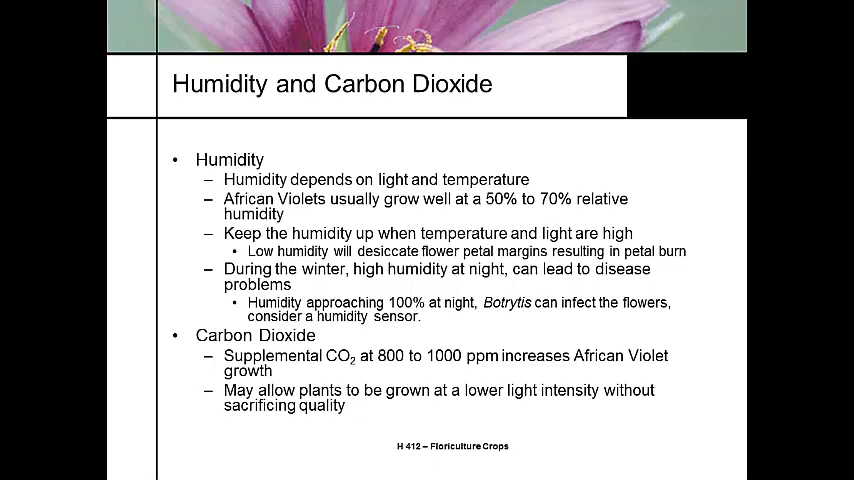 Humidity and Carbon Dioxide
• Humidity
– Humidity depends on light and temperature
– African Violets usually grow well at a 50% to 70% relative
humidity
– Keep the humidity up when temperature and light are high
• Low humidity will desiccate flower petal margins resulting in petal burn
– During the winter, high humidity at night, can lead to disease
problems
• Humidity approaching 100% at night, Botrytis can infect the flowers,
consider a humidity sensor.
• Carbon Dioxide
– Supplemental CO₂ at 800 to 1000 ppm increases African Violet
growth
– May allow plants to be grown at a lower light intensity without
sacrificing quality
H 412 – Floriculture Crops